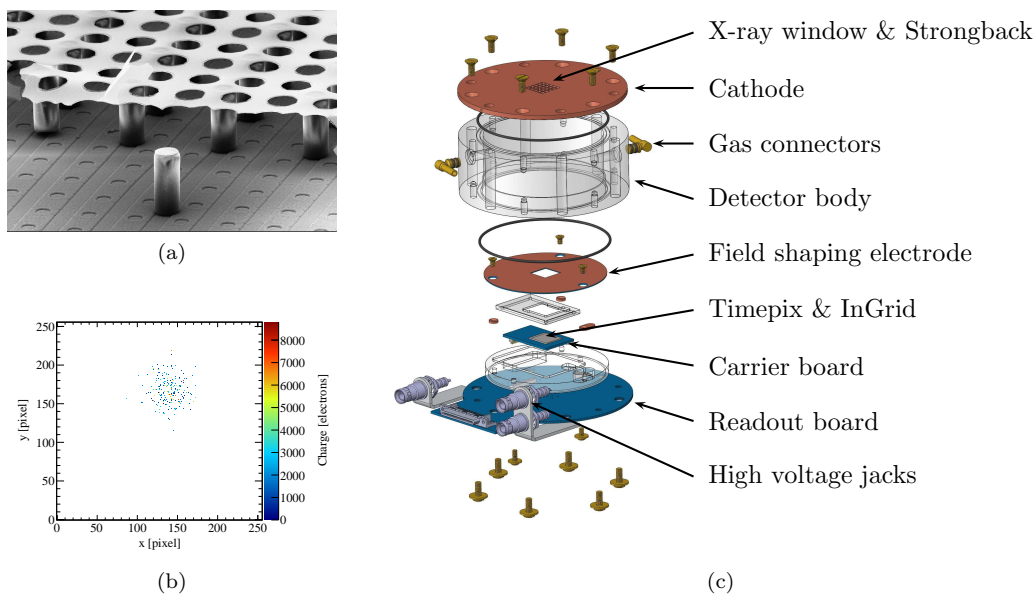 (a)
250
200
150
100
50
0
y [pixel]
0 50 100 150 200 250
x [pixel]
8000
7000
6000
5000
4000
3000
2000
1000
0
Charge [electrons]
(b)
X-ray window & Strongback
Cathode
Gas connectors
Detector body
Field shaping electrode
Timepix & InGrid
Carrier board
Readout board
High voltage jacks
(c)